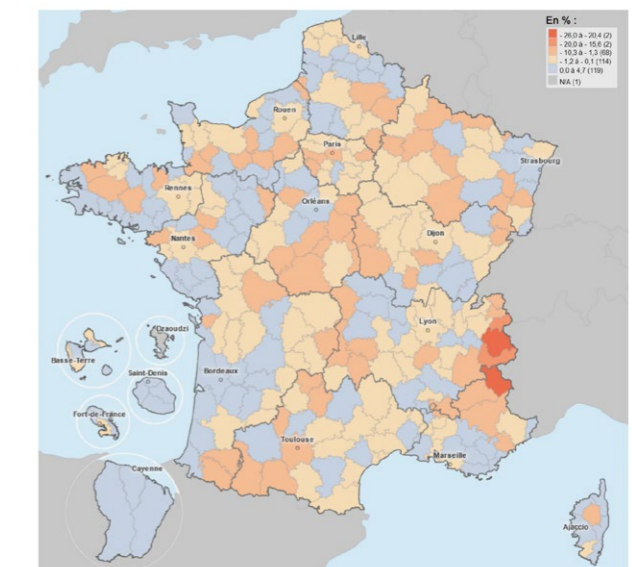 En % :
- 26,0 à - 20,4 (2)
- 20,0 à - 15,6 (2)
- 10,3 à - 1,3 (68)
- 1,2 à - 0,1 (114)
0,0 à 4,7 (119)
N/A (1)
Lille
Rouen
Paris
Strasbourg
Rennes
Orléans
Nantes
Dijon
Lyon
Dzaoudzi
Basse-Terre
Saint-Denis
Bordeaux
Fort-de-France
Toulouse
Marseille
Cayenne
Ajaccio